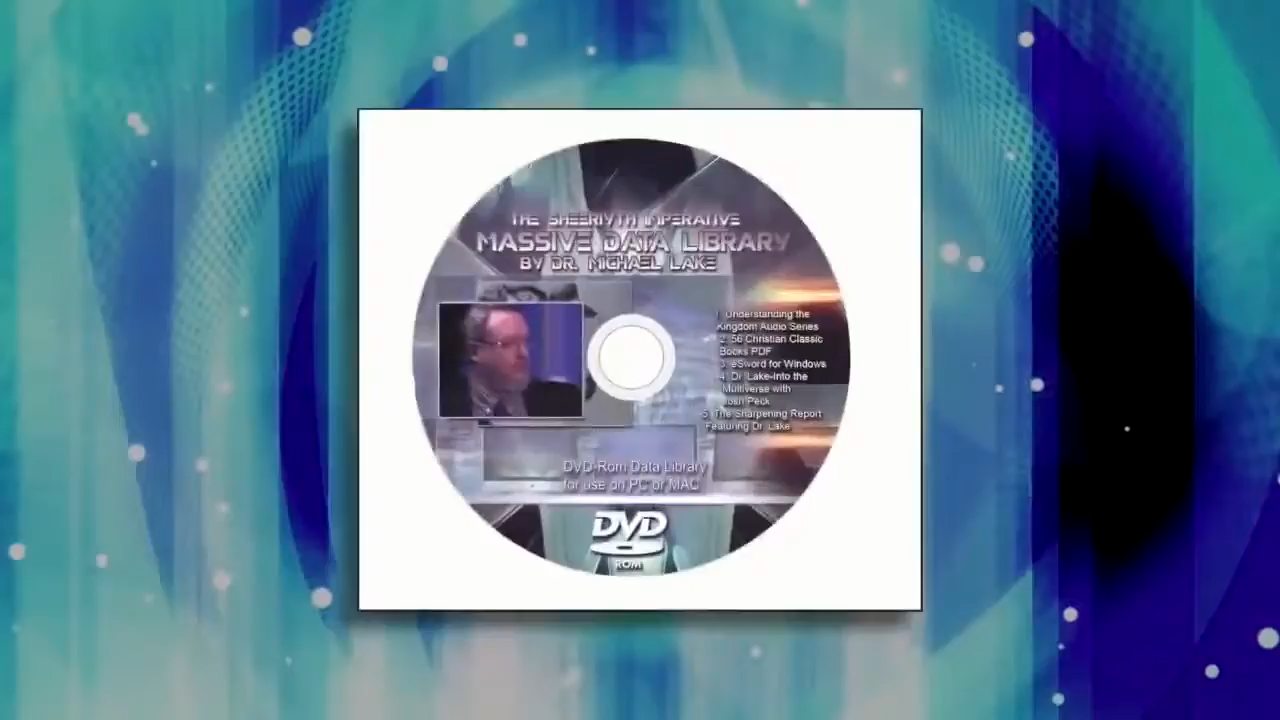 THE SHEERIYTH IMPERATIVE
MASSIVE DATA LIBRARY
BY DR. MICHAEL LAKE
1. Understanding the
Kingdom Audio Series
2. 56 Christian Classic
Books PDF
3. eSword for Windows
4. Dr. Lake-Into the
Multiverse with
Josh Peck
5. The Sharpening Report
Featuring Dr. Lake
DVD-Rom Data Library
for use on PC or MAC
DVD
ROM